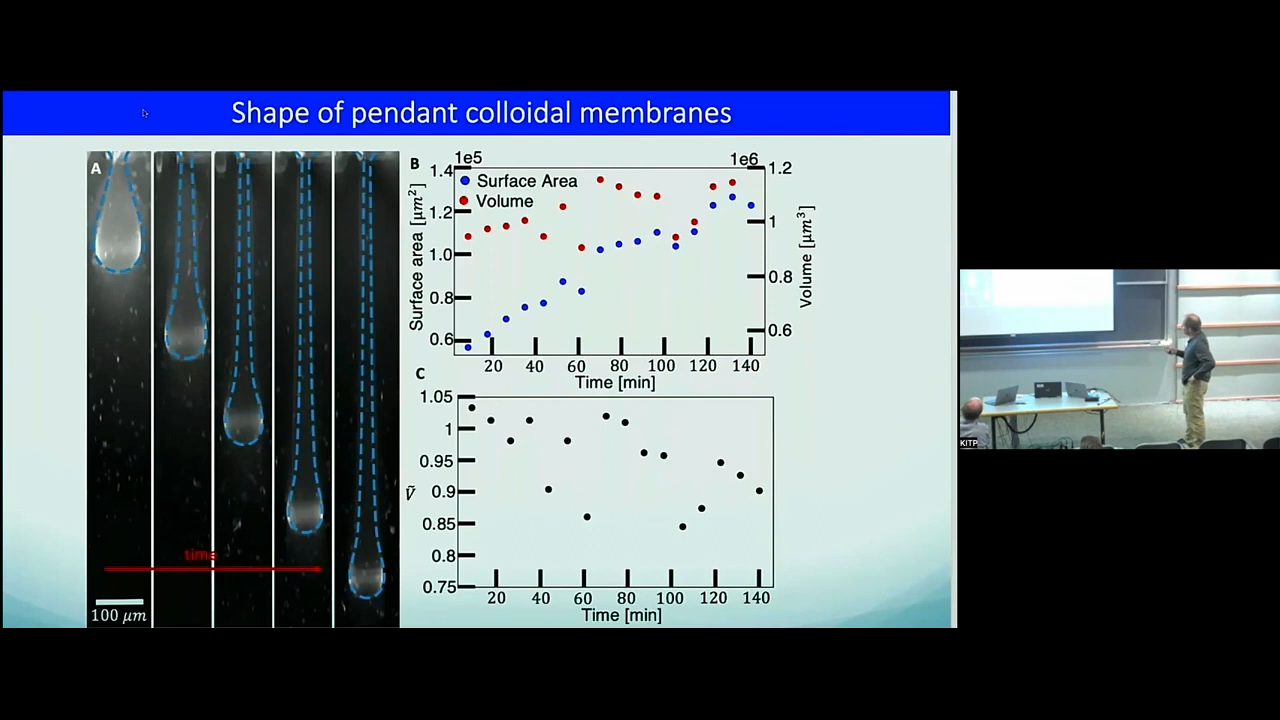 Shape of pendant colloidal membranes
A
time
100 μm
B
1e5
1e6
1.4
1.2
1.0
0.8
0.6
Surface area [μm²]
Surface Area
Volume
1.2
1
0.8
0.6
Volume [μm³]
20 40 60 80 100 120 140
Time [min]
C
1.05
1
0.95
0.9
0.85
0.8
0.75
Ṽ
20 40 60 80 100 120 140
Time [min]
KITP